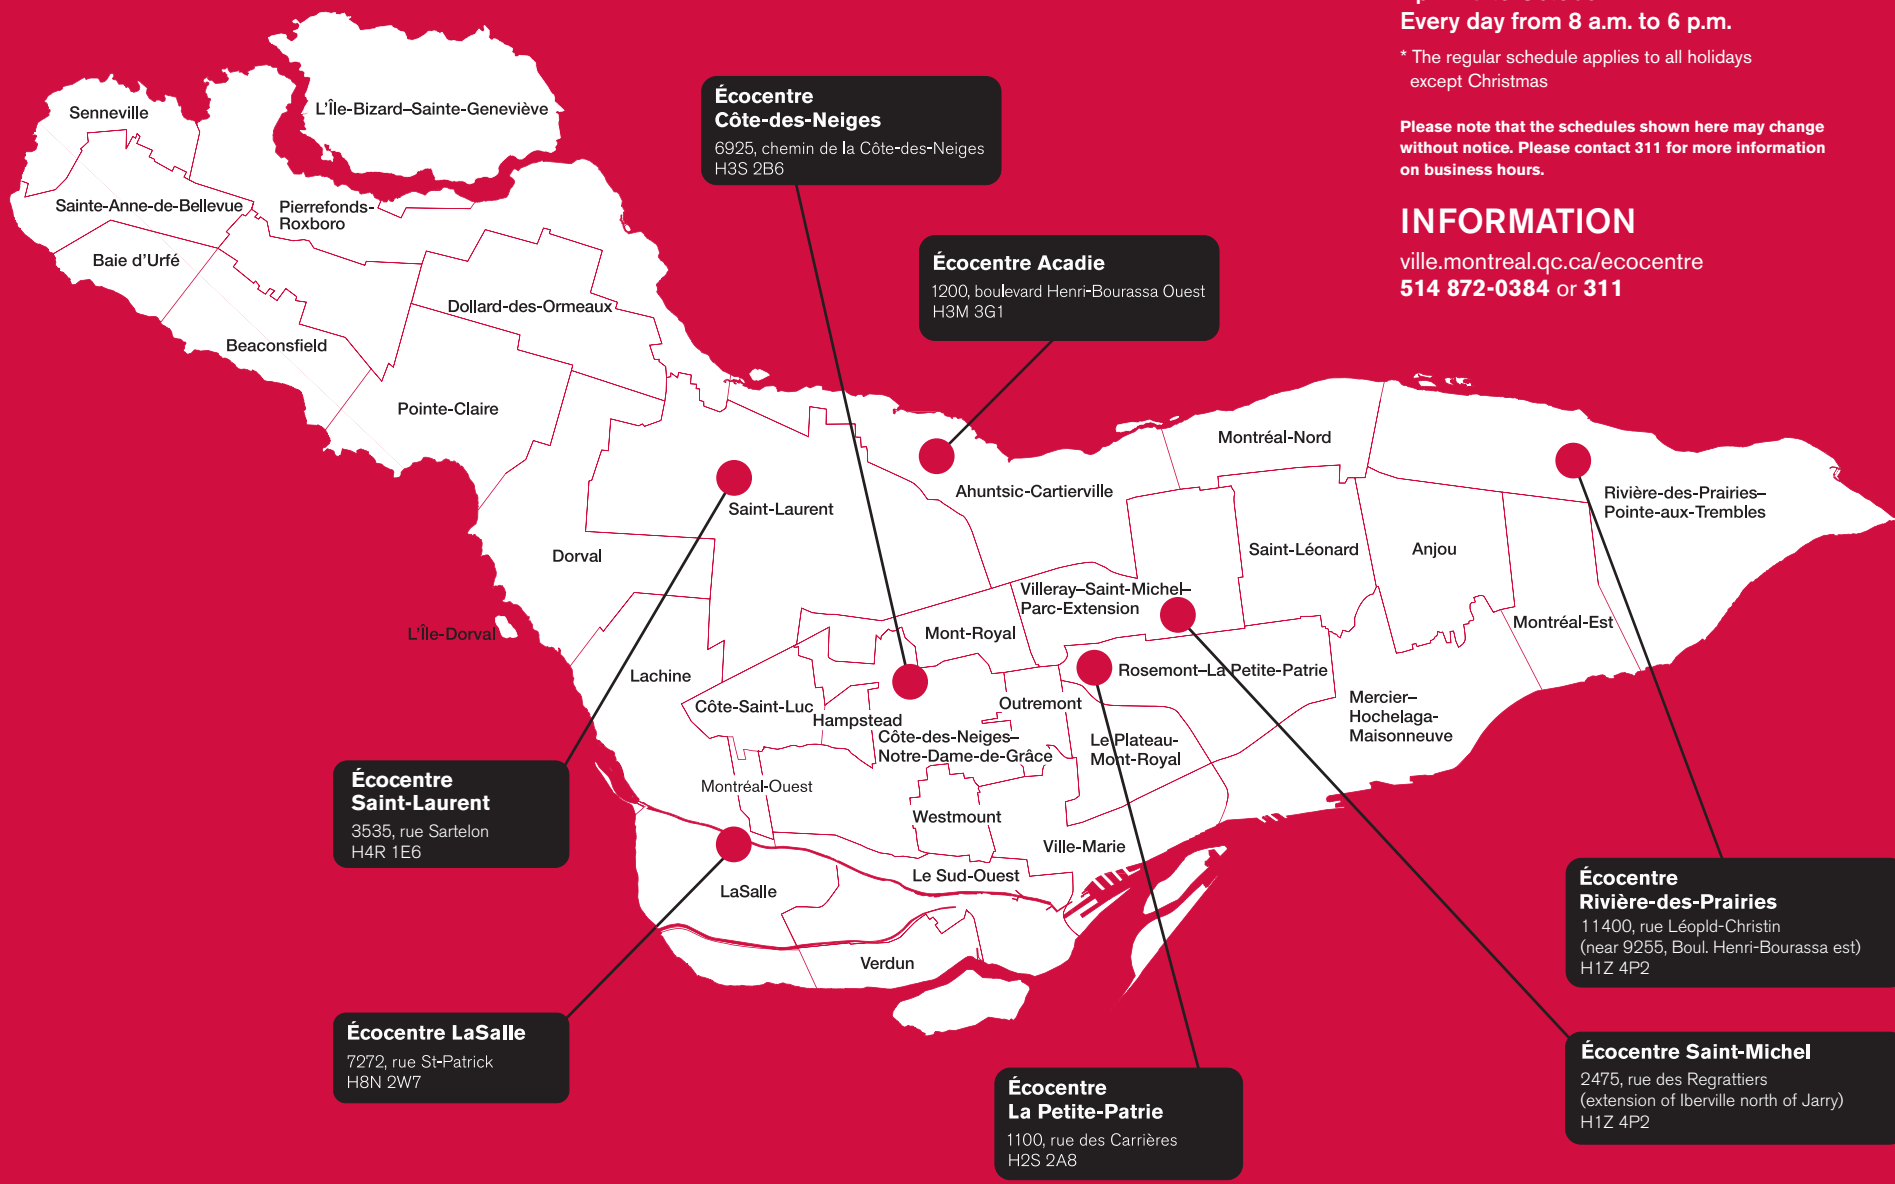 Every day from 8 a.m. to 6 p.m.
* The regular schedule applies to all holidays
except Christmas
Please note that the schedules shown here may change
without notice. Please contact 311 for more information
on business hours.
INFORMATION
ville.montreal.qc.ca/ecocentre
514 872-0384 or 311
Écocentre
Côte-des-Neiges
6925, chemin de la Côte-des-Neiges
H3S 2B6
Écocentre Acadie
1200, boulevard Henri-Bourassa Ouest
H3M 3G1
Senneville
L'Île-Bizard–Sainte-Geneviève
Sainte-Anne-de-Bellevue
Pierrefonds-
Roxboro
Baie d'Urfé
Dollard-des-Ormeaux
Beaconsfield
Pointe-Claire
Montréal-Nord
Ahuntsic-Cartierville
Rivière-des-Prairies–
Pointe-aux-Trembles
Saint-Laurent
Dorval
Saint-Léonard
Anjou
Villeray–Saint-Michel–
Parc-Extension
Montréal-Est
L'Île-Dorval
Mont-Royal
Lachine
Rosemont–La Petite-Patrie
Côte-Saint-Luc
Hampstead
Outremont
Mercier–
Hochelaga-
Maisonneuve
Côte-des-Neiges–
Notre-Dame-de-Grâce
Le Plateau-
Mont-Royal
Montréal-Ouest
Westmount
Ville-Marie
Le Sud-Ouest
LaSalle
Verdun
Écocentre
Saint-Laurent
3535, rue Sartelon
H4R 1E6
Écocentre LaSalle
7272, rue St-Patrick
H8N 2W7
Écocentre
La Petite-Patrie
1100, rue des Carrières
H2S 2A8
Écocentre
Rivière-des-Prairies
11400, rue Léopld-Christin
(near 9255, Boul. Henri-Bourassa est)
H1Z 4P2
Écocentre Saint-Michel
2475, rue des Regrattiers
(extension of Iberville north of Jarry)
H1Z 4P2